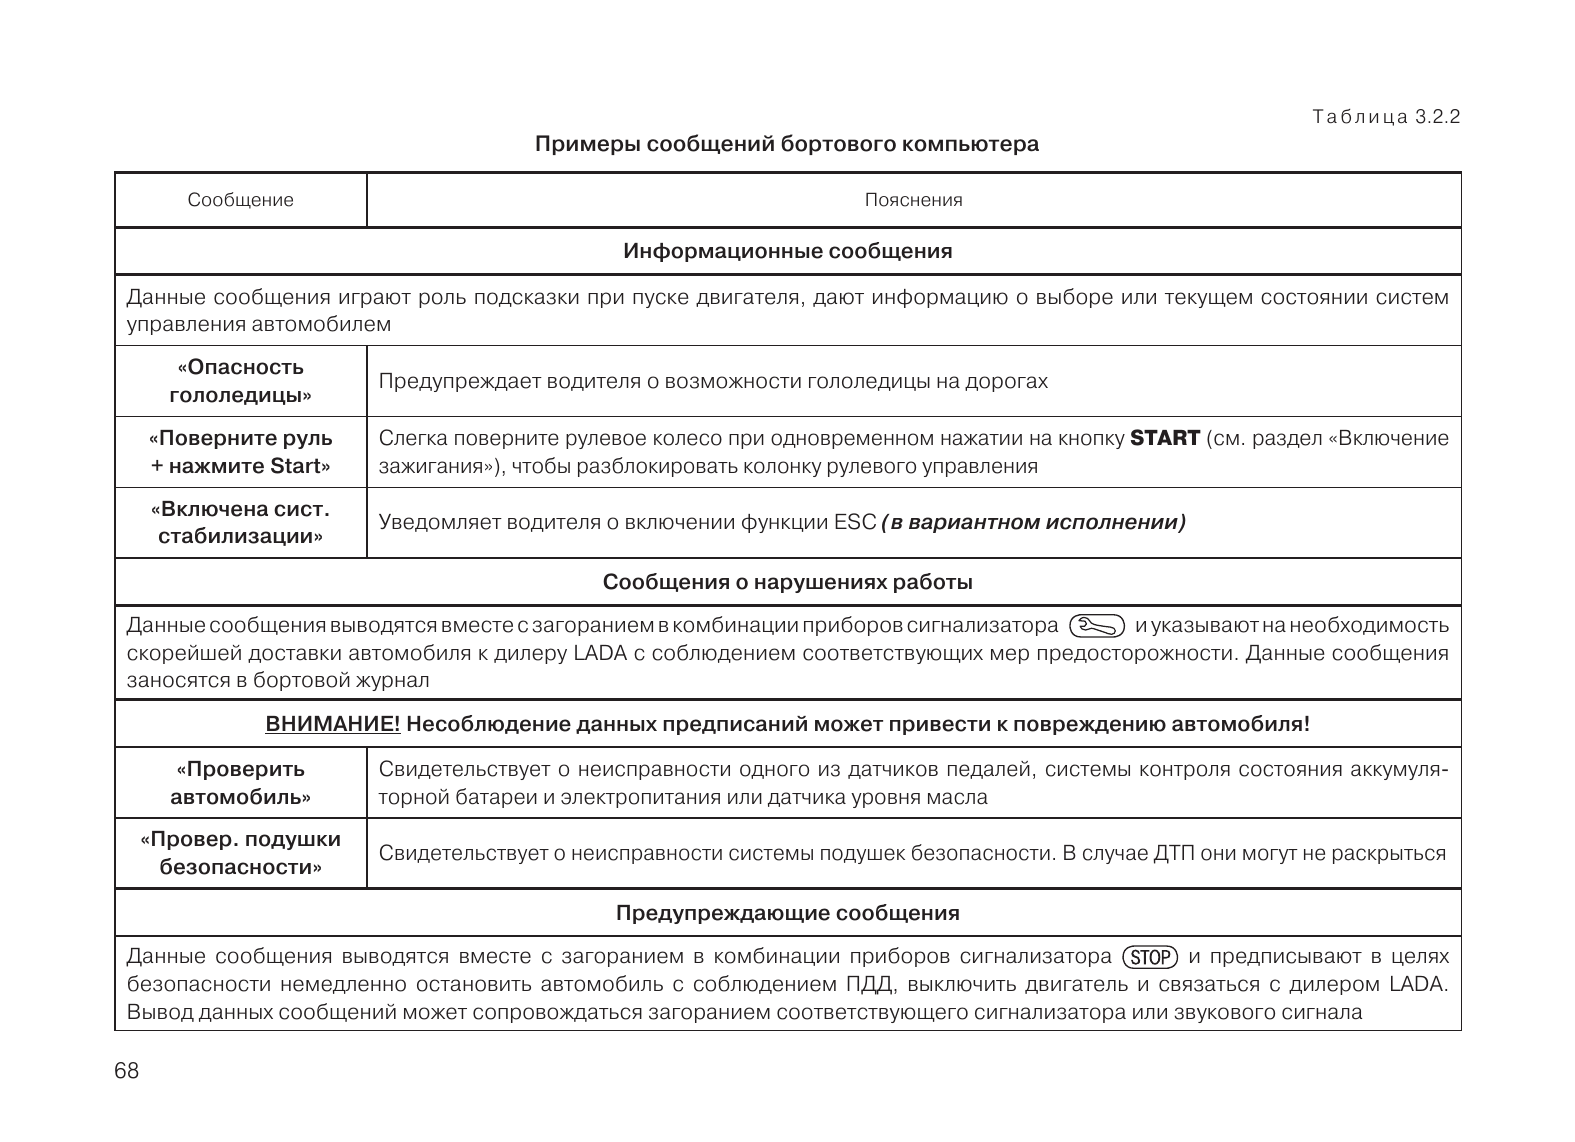 Таблица 3.2.2
Примеры сообщений бортового компьютера
Сообщение
Пояснения
Информационные сообщения
Данные сообщения играют роль подсказки при пуске двигателя, дают информацию о выборе или текущем состоянии систем
управления автомобилем
«Опасность
гололедицы»
Предупреждает водителя о возможности гололедицы на дорогах
«Поверните руль
+ нажмите Start»
Слегка поверните рулевое колесо при одновременном нажатии на кнопку START (см. раздел «Включение
зажигания»), чтобы разблокировать колонку рулевого управления
«Включена сист.
стабилизации»
Уведомляет водителя о включении функции ESC (в вариантном исполнении)
Сообщения о нарушениях работы
Данные сообщения выводятся вместе с загоранием в комбинации приборов сигнализатора и указывают на необходимость
скорейшей доставки автомобиля к дилеру LADA с соблюдением соответствующих мер предосторожности. Данные сообщения
заносятся в бортовой журнал
ВНИМАНИЕ! Несоблюдение данных предписаний может привести к повреждению автомобиля!
«Проверить
автомобиль»
Свидетельствует о неисправности одного из датчиков педалей, системы контроля состояния аккумуля-
торной батареи и электропитания или датчика уровня масла
«Провер. подушки
безопасности»
Свидетельствует о неисправности системы подушек безопасности. В случае ДТП они могут не раскрыться
Предупреждающие сообщения
Данные сообщения выводятся вместе с загоранием в комбинации приборов сигнализатора STOP и предписывают в целях
безопасности немедленно остановить автомобиль с соблюдением ПДД, выключить двигатель и связаться с дилером LADA.
Вывод данных сообщений может сопровождаться загоранием соответствующего сигнализатора или звукового сигнала
68